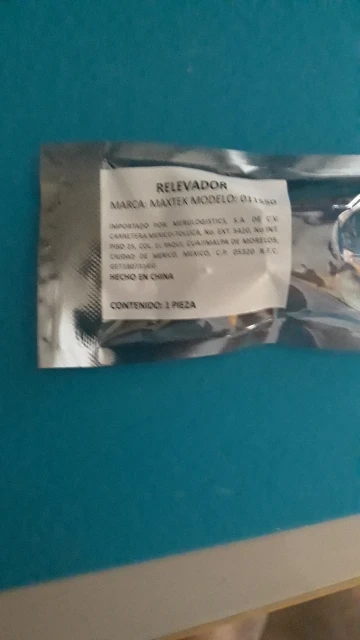 RELEVADOR
MARCA: MAXTEK MODELO:
IMPORTADO POR: MERQLOGISTICS, S.A. DE C.V.
CARRETERA MEXICO-TOLUCA, No. EXT. 5420, No INT.
PISO 25, COL. EL YAQUI, CUAJIMALPA DE MORELOS,
CIUDAD DE MEXICO, MEXICO, C.P. 05320 R.F.C.
HECHO EN CHINA
CONTENIDO: 1 PIEZA